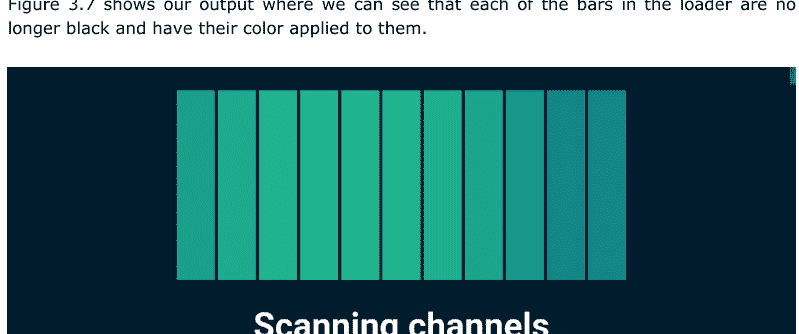 Figure 3.7 shows our output where we can see that each of the bars in the loader are no
longer black and have their color applied to them.
Scanning channels